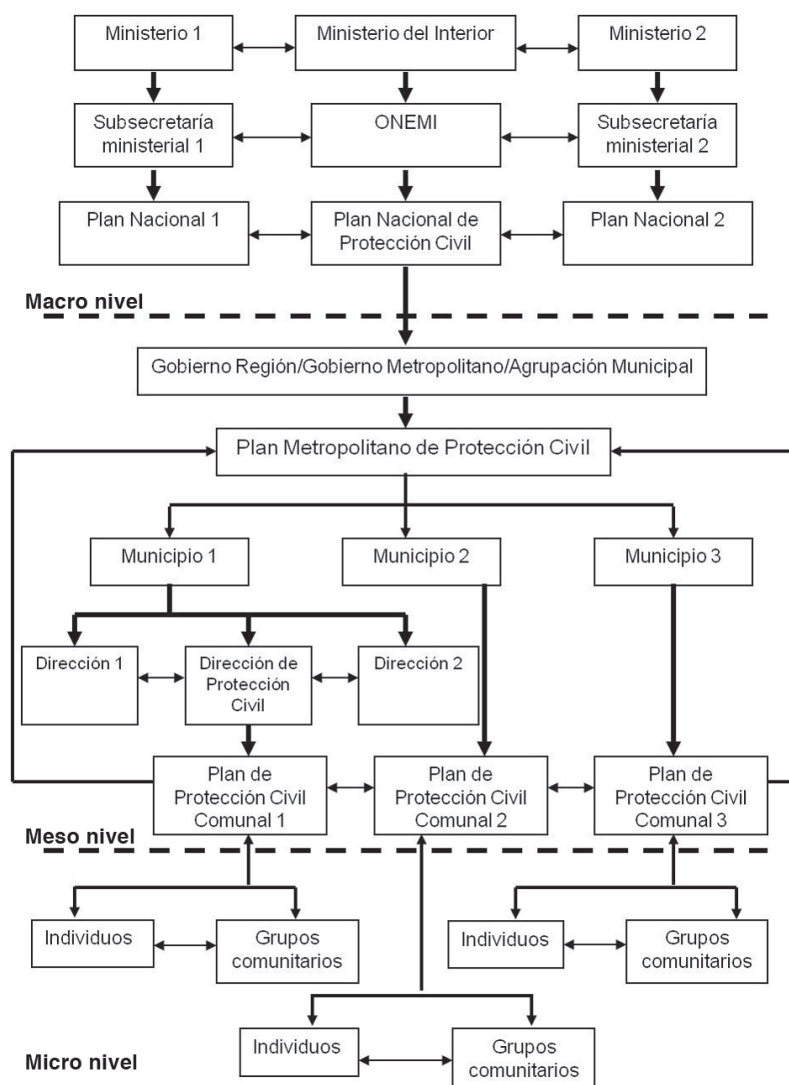 Ministerio 1
Ministerio del Interior
Ministerio 2
Subsecretaría
ministerial 1
ONEMI
Subsecretaría
ministerial 2
Plan Nacional 1
Plan Nacional de
Protección Civil
Plan Nacional 2
Macro nivel
Gobierno Región/Gobierno Metropolitano/Agrupación Municipal
Plan Metropolitano de Protección Civil
Municipio 1
Municipio 2
Municipio 3
Dirección 1
Dirección de
Protección
Civil
Dirección 2
Plan de
Protección Civil
Comunal 1
Plan de
Protección Civil
Comunal 2
Plan de
Protección Civil
Comunal 3
Meso nivel
Individuos
Grupos
comunitarios
Individuos
Grupos
comunitarios
Individuos
Grupos
comunitarios
Micro nivel